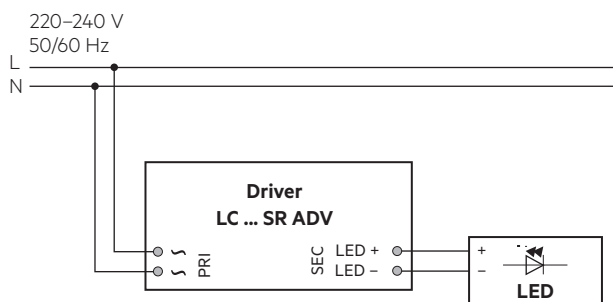 220–240 V
50/60 Hz
L
N
Driver
LC ... SR ADV
~ PRI SEC LED + +
~ LED – –
LED